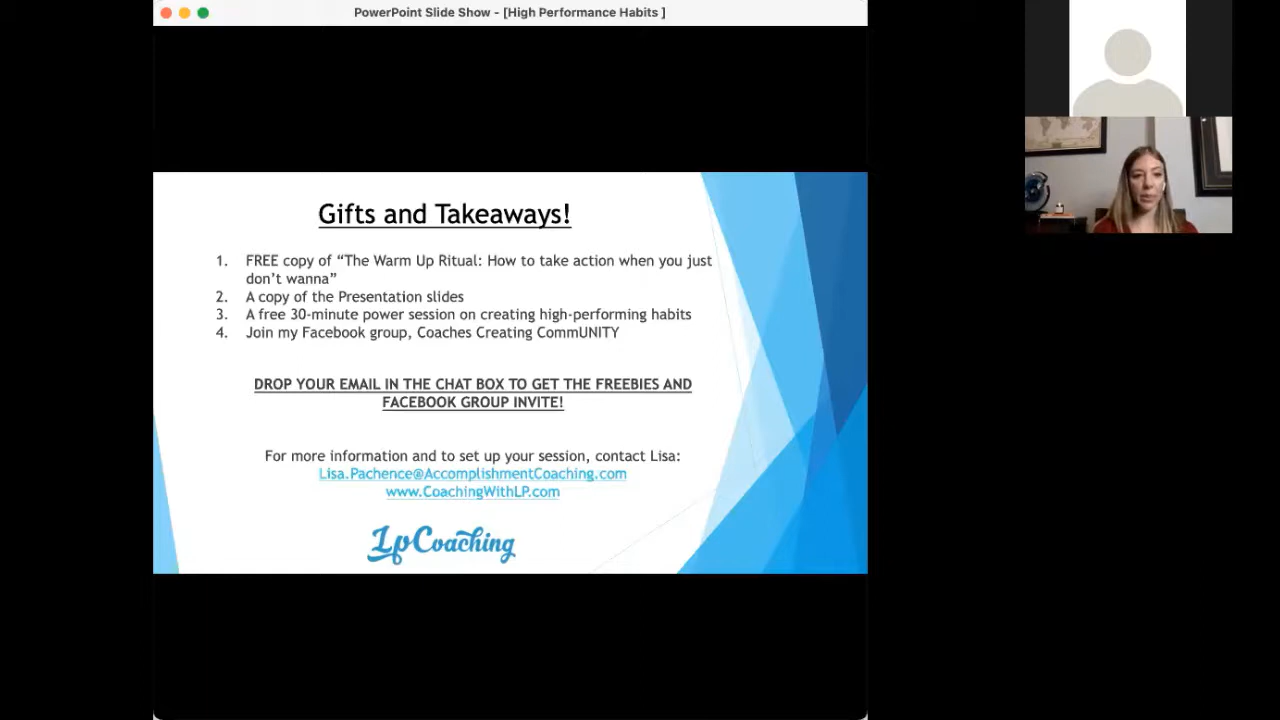 PowerPoint Slide Show - [High Performance Habits ]
Gifts and Takeaways!
1. FREE copy of “The Warm Up Ritual: How to take action when you just
don’t wanna”
2. A copy of the Presentation slides
3. A free 30-minute power session on creating high-performing habits
4. Join my Facebook group, Coaches Creating CommUNITY
DROP YOUR EMAIL IN THE CHAT BOX TO GET THE FREEBIES AND
FACEBOOK GROUP INVITE!
For more information and to set up your session, contact Lisa:
Lisa.Pachence@AccomplishmentCoaching.com
www.CoachingWithLP.com
LpCoaching